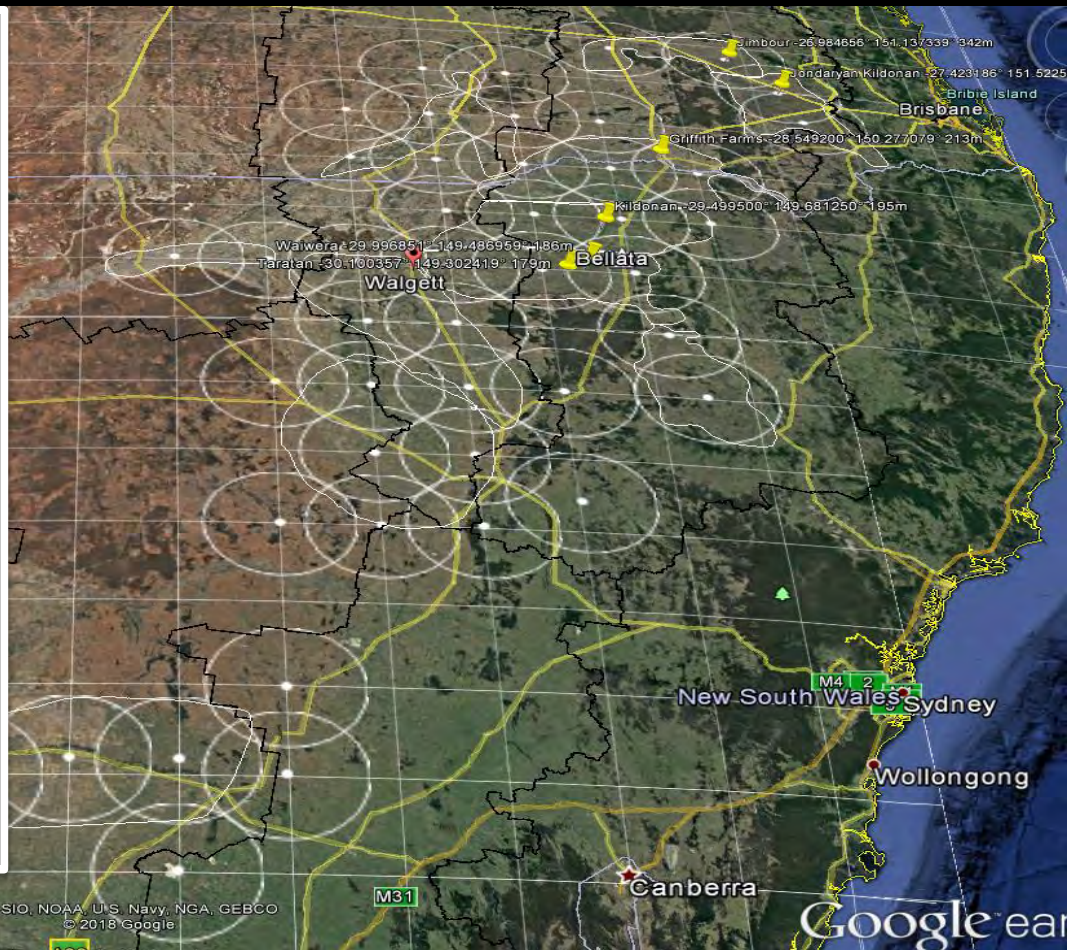 Jimbour -26.984656° 151.137339° 342m
Jondaryan Kildonan -27.423186° 151.5225
Bribie Island
Brisbane
Griffith Farms -28.549200° 150.277079° 213m
Kildonan -29.499500° 149.681250° 195m
Waiwera -29.996851° 149.486959° 186m
Bellata
Taratan -30.100357° 149.302419° 179m
Walgett
M4 2
New South Wales
Sydney
Wollongong
Canberra
M31
SIO, NOAA, U.S. Navy, NGA, GEBCO
© 2018 Google
Google ear